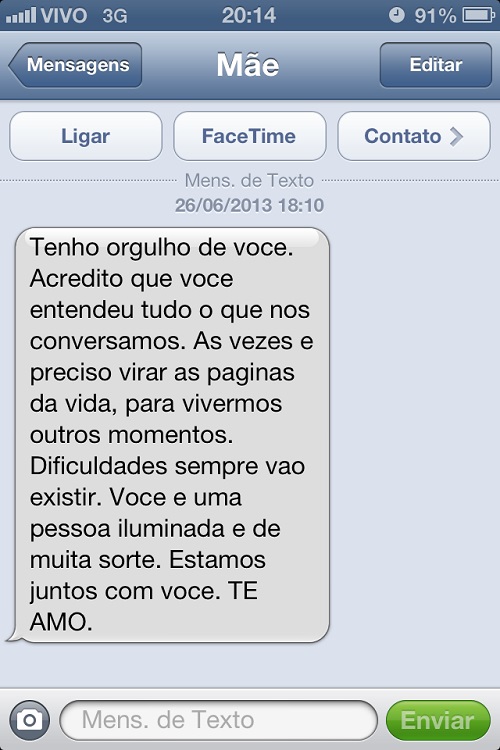 VIVO 3G 20:14 91%
Mensagens Mãe Editar
Ligar FaceTime Contato
Mens. de Texto
26/06/2013 18:10
Tenho orgulho de voce.
Acredito que voce
entendeu tudo o que nos
conversamos. As vezes e
preciso virar as paginas
da vida, para vivermos
outros momentos.
Dificuldades sempre vao
existir. Voce e uma
pessoa iluminada e de
muita sorte. Estamos
juntos com voce. TE
AMO.
Mens. de Texto Enviar